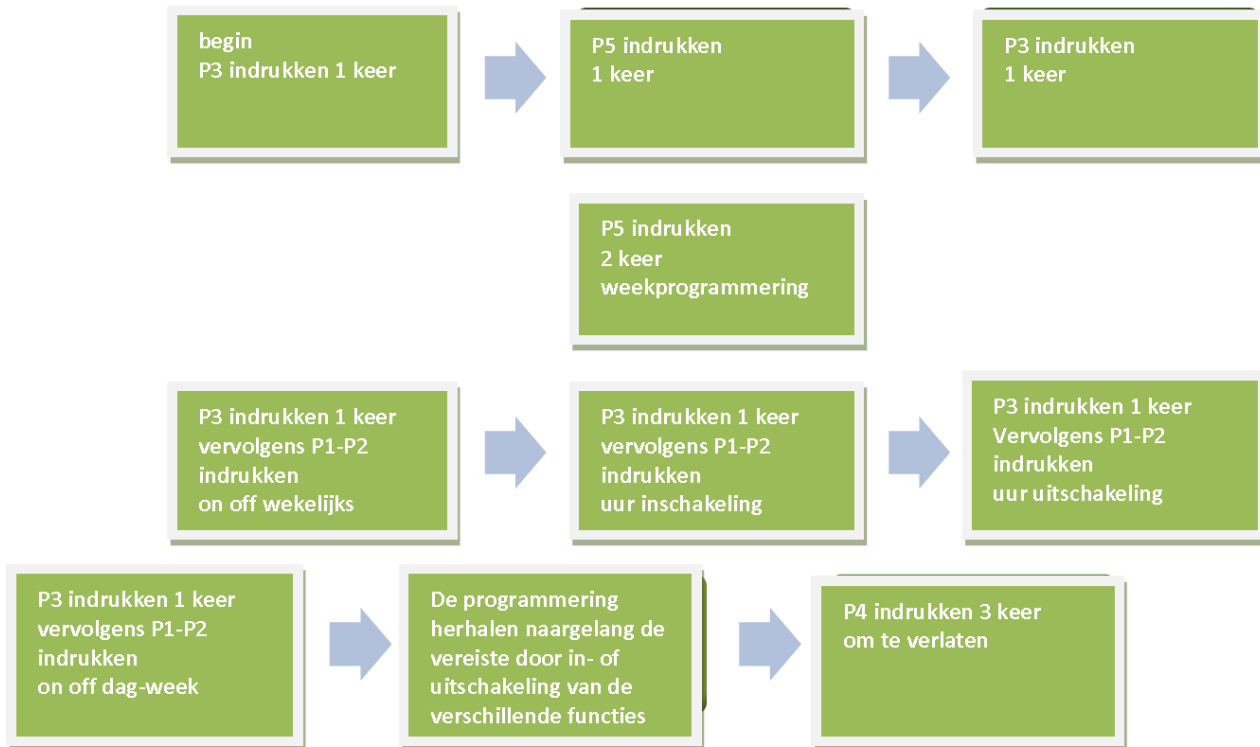 begin
P3 indrukken 1 keer
P5 indrukken
1 keer
P3 indrukken
1 keer
P5 indrukken
2 keer
weekprogrammering
P3 indrukken 1 keer
vervolgens P1-P2
indrukken
on off wekelijks
P3 indrukken 1 keer
vervolgens P1-P2
indrukken
uur inschakeling
P3 indrukken 1 keer
Vervolgens P1-P2
indrukken
uur uitschakeling
P3 indrukken 1 keer
vervolgens P1-P2
indrukken
on off dag-week
De programmering
herhalen naargelang de
vereiste door in- of
uitschakeling van de
verschillende functies
P4 indrukken 3 keer
om te verlaten